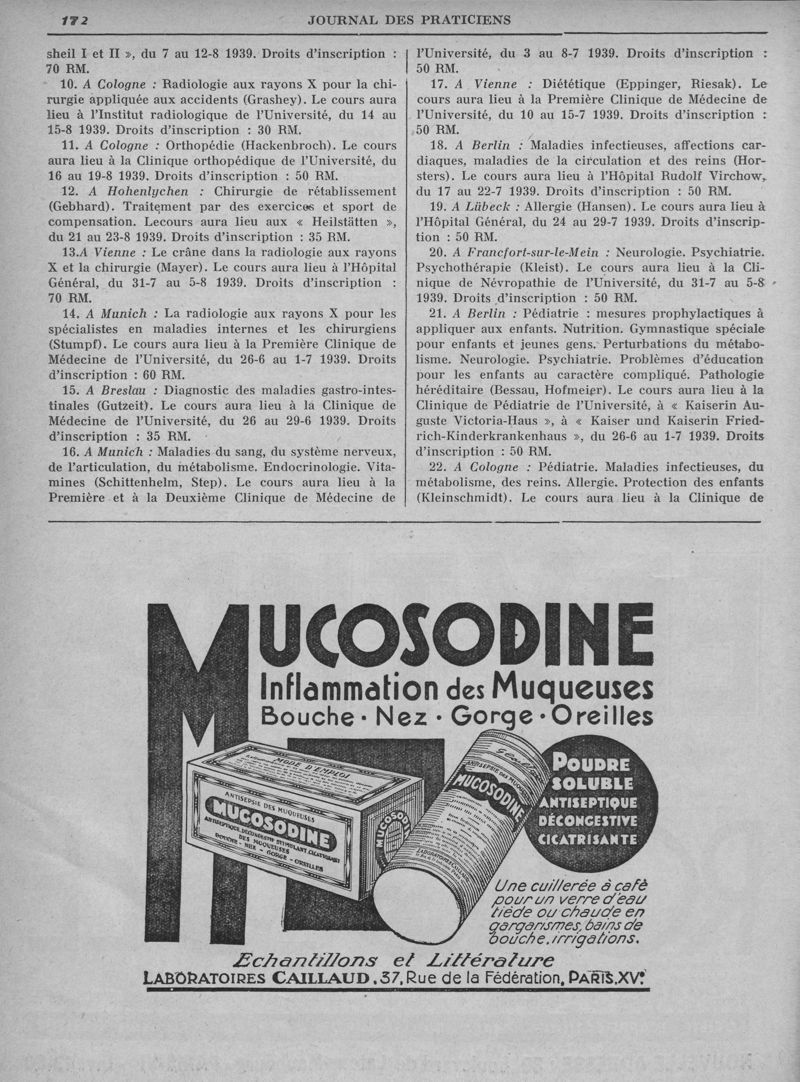 172
JOURNAL DES PRATICIENS
sheil I et II », du 7 au 12-8 1939. Droits d'inscription :
70 RM.
10. A Cologne : Radiologie aux rayons X pour la chi-
rurgie appliquée aux accidents (Grashey). Le cours aura
lieu à l'Institut radiologique de l'Université, du 14 au
15-8 1939. Droits d'inscription : 30 RM.
11. A Cologne : Orthopédie (Hackenbroch). Le cours
aura lieu à la Clinique orthopédique de l'Université, du
16 au 19-8 1939. Droits d'inscription : 50 RM.
12. A Hohenlychen : Chirurgie de rétablissement
(Gebhard). Traitement par des exercices et sport de
compensation. Lecours aura lieu aux « Heilstätten »,
du 21 au 23-8 1939. Droits d'inscription : 35 RM.
13.A Vienne : Le crâne dans la radiologie aux rayons
X et la chirurgie (Mayer). Le cours aura lieu à l'Hôpital
Général, du 31-7 au 5-8 1939. Droits d'inscription :
70 RM.
14. A Munich : La radiologie aux rayons X pour les
spécialistes en maladies internes et les chirurgiens
(Stumpf). Le cours aura lieu à la Première Clinique de
Médecine de l'Université, du 26-6 au 1-7 1939. Droits
d'inscription : 60 RM.
15. A Breslau : Diagnostic des maladies gastro-intes-
tinales (Gutzeit). Le cours aura lieu à la Clinique de
Médecine de l'Université, du 26 au 29-6 1939. Droits
d'inscription : 35 RM.
16. A Munich : Maladies du sang, du système nerveux,
de l'articulation, du métabolisme. Endocrinologie. Vita-
mines (Schittenhelm, Step). Le cours aura lieu à la
Première et à la Deuxième Clinique de Médecine de
l'Université, du 3 au 8-7 1939. Droits d'inscription :
50 RM.
17. A Vienne : Diététique (Eppinger, Riesak). Le
cours aura lieu à la Première Clinique de Médecine de
l'Université, du 10 au 15-7 1939. Droits d'inscription :
50 RM.
18. A Berlin : Maladies infectieuses, affections car-
diaques, maladies de la circulation et des reins (Hor-
sters). Le cours aura lieu à l'Hôpital Rudolf Virchow,
du 17 au 22-7 1939. Droits d'inscription : 50 RM.
19. A Lübeck : Allergie (Hansen). Le cours aura lieu à
l'Hôpital Général, du 24 au 29-7 1939. Droits d'inscrip-
tion : 50 RM.
20. A Francfort-sur-le-Mein : Neurologie. Psychiatrie.
Psychothérapie (Kleist). Le cours aura lieu à la Cli-
nique de Névropathie de l'Université, du 31-7 au 5-8
1939. Droits d'inscription : 50 RM.
21. A Berlin : Pédiatrie : mesures prophylactiques à
appliquer aux enfants. Nutrition. Gymnastique spéciale
pour enfants et jeunes gens. Perturbations du métabo-
lisme. Neurologie. Psychiatrie. Problèmes d'éducation
pour les enfants au caractère compliqué. Pathologie
héréditaire (Bessau, Hofmeier). Le cours aura lieu à la
Clinique de Pédiatrie de l'Université, à « Kaiserin Au-
guste Victoria-Haus », à « Kaiser und Kaiserin Fried-
rich-Kinderkrankenhaus », du 26-6 au 1-7 1939. Droits
d'inscription : 50 RM.
22. A Cologne : Pédiatrie. Maladies infectieuses, du
métabolisme, des reins. Allergie. Protection des enfants
(Kleinschmidt). Le cours aura lieu à la Clinique de
MUCOSODINE
Inflammation des Muqueuses
Bouche · Nez · Gorge · Oreilles
MODE D'EMPLOI
ANTISEPSIE DES MUQUEUSES
MUCOSODINE
DES MUQUEUSES
BOUCHE - NEZ - GORGE - OREILLES
MUCOSODINE
ANTISEPSIE DES MUQUEUSES
MUCOSODINE
POUDRE
SOLUBLE
ANTISEPTIQUE
DÉCONGESTIVE
CICATRISANTE
Une cuillerée à café
pour un verre d'eau
tiède ou chaude en
gargarismes, bains de
bouche, irrigations.
Echantillons et Littérature
LABORATOIRES CAILLAUD, 37, Rue de la Fédération, PARIS, XVe